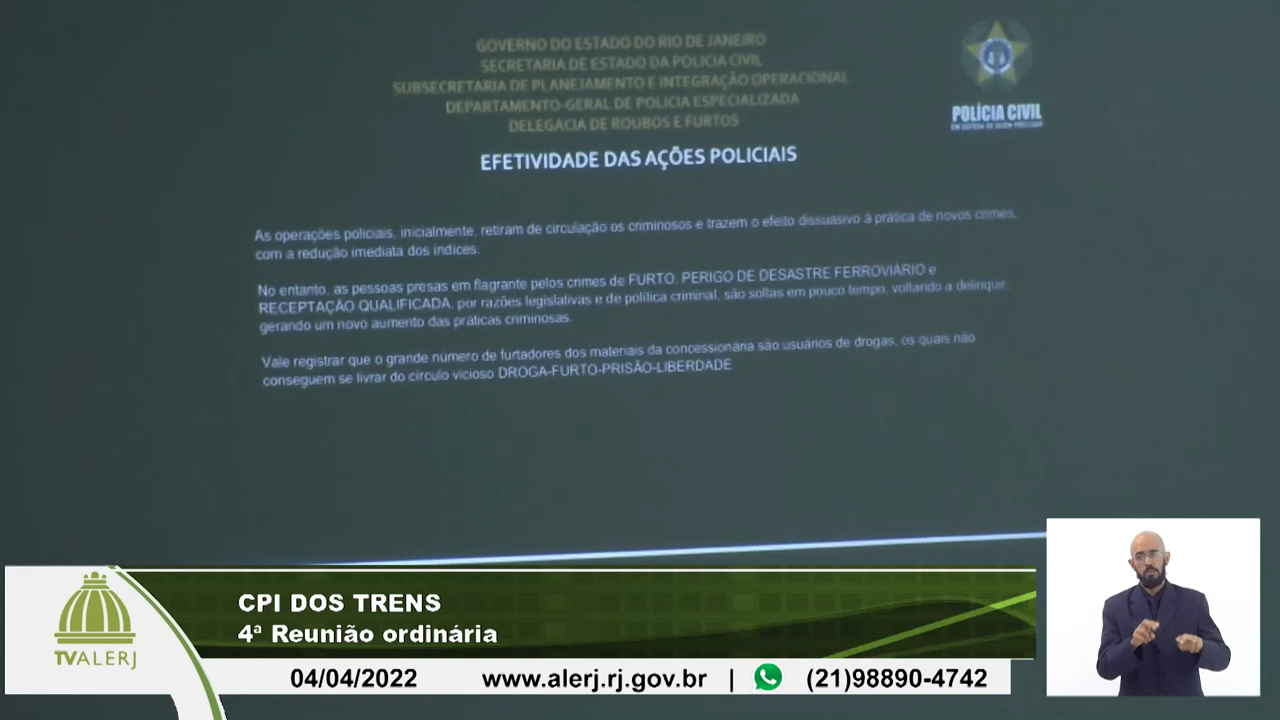 GOVERNO DO ESTADO DO RIO DE JANEIRO
SECRETARIA DE ESTADO DA POLICIA CIVIL
SUBSECRETARIA DE PLANEJAMENTO E INTEGRAÇÃO OPERACIONAL
DEPARTAMENTO-GERAL DE POLICIA ESPECIALIZADA
DELEGACIA DE ROUBOS E FURTOS
POLÍCIA CIVIL
EM DEFESA DE QUEM PRECISAR
EFETIVIDADE DAS AÇÕES POLICIAIS
As operações policiais, inicialmente, retiram de circulação os criminosos e trazem o efeito dissuasivo à prática de novos crimes,
com a redução imediata dos índices.
No entanto, as pessoas presas em flagrante pelos crimes de FURTO, PERIGO DE DESASTRE FERROVIÁRIO e
RECEPTAÇÃO QUALIFICADA, por razões legislativas e de política criminal, são soltas em pouco tempo, voltando a delinquir,
gerando um novo aumento das práticas criminosas.
Vale registrar que o grande número de furtadores dos materiais da concessionária são usuários de drogas, os quais não
conseguem se livrar do círculo vicioso DROGA-FURTO-PRISÃO-LIBERDADE
CPI DOS TRENS
4ª Reunião ordinária
TVALERJ
04/04/2022 www.alerj.rj.gov.br | (21)98890-4742